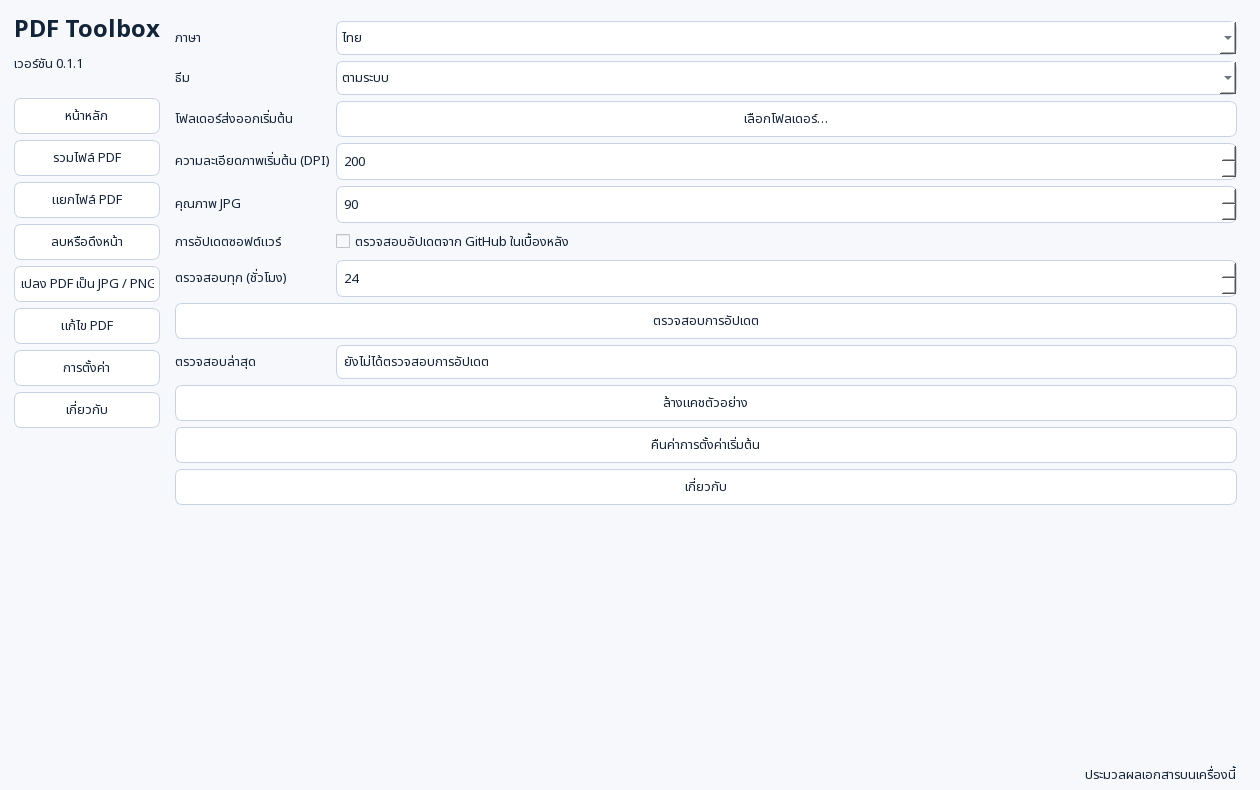 PDF Toolbox
เวอร์ชัน 0.1.1
หน้าหลัก
รวมไฟล์ PDF
แยกไฟล์ PDF
ลบหรือดึงหน้า
เปลง PDF เป็น JPG / PNG
แก้ไข PDF
การตั้งค่า
เกี่ยวกับ
ภาษา
ไทย
ธีม
ตามระบบ
โฟลเดอร์ส่งออกเริ่มต้น
เลือกโฟลเดอร์…
ความละเอียดภาพเริ่มต้น (DPI)
200
คุณภาพ JPG
90
การอัปเดตซอฟต์แวร์
ตรวจสอบอัปเดตจาก GitHub ในเบื้องหลัง
ตรวจสอบทุก (ชั่วโมง)
24
ตรวจสอบการอัปเดต
ตรวจสอบล่าสุด
ยังไม่ได้ตรวจสอบการอัปเดต
ล้างแคชตัวอย่าง
คืนค่าการตั้งค่าเริ่มต้น
เกี่ยวกับ
ประมวลผลเอกสารบนเครื่องนี้